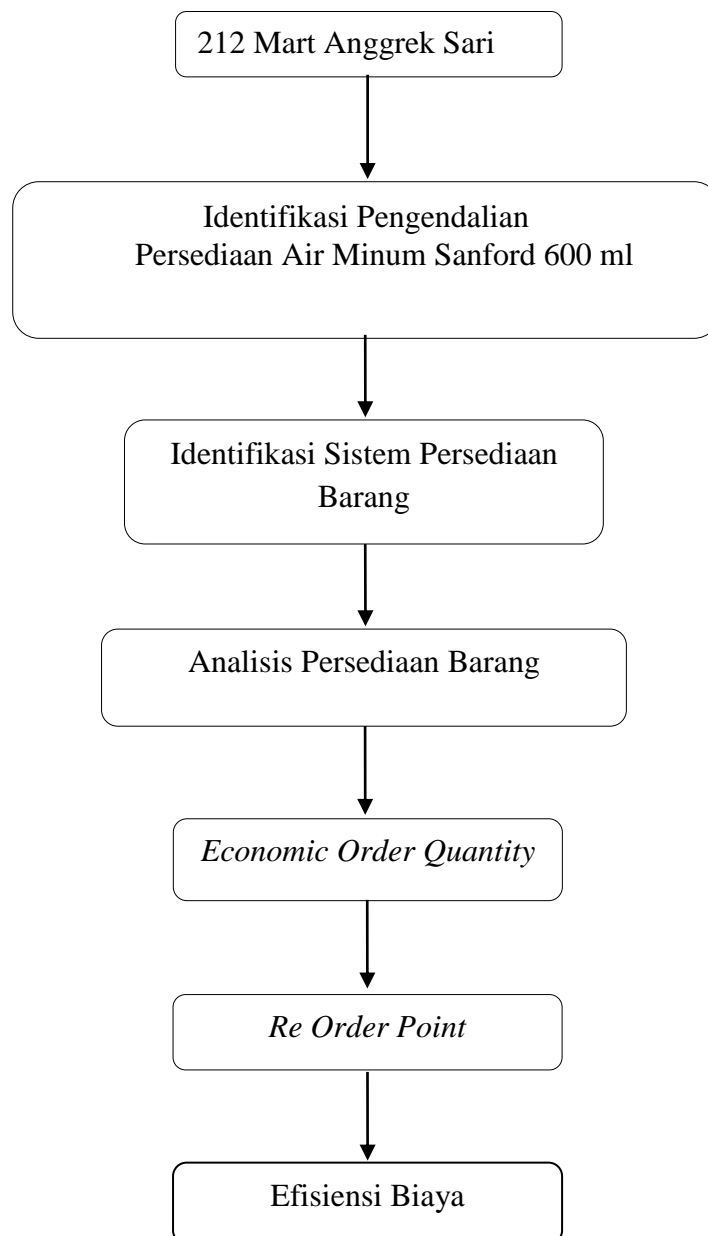 212 Mart Anggrek Sari
Identifikasi Pengendalian
Persediaan Air Minum Sanford 600 ml
Identifikasi Sistem Persediaan
Barang
Analisis Persediaan Barang
Economic Order Quantity
Re Order Point
Efisiensi Biaya